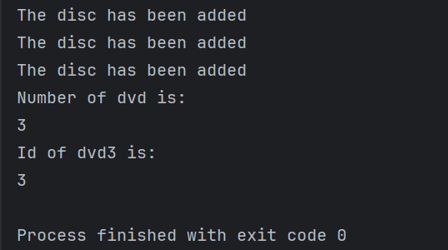 The disc has been added
The disc has been added
The disc has been added
Number of dvd is:
3
Id of dvd3 is:
3
Process finished with exit code 0